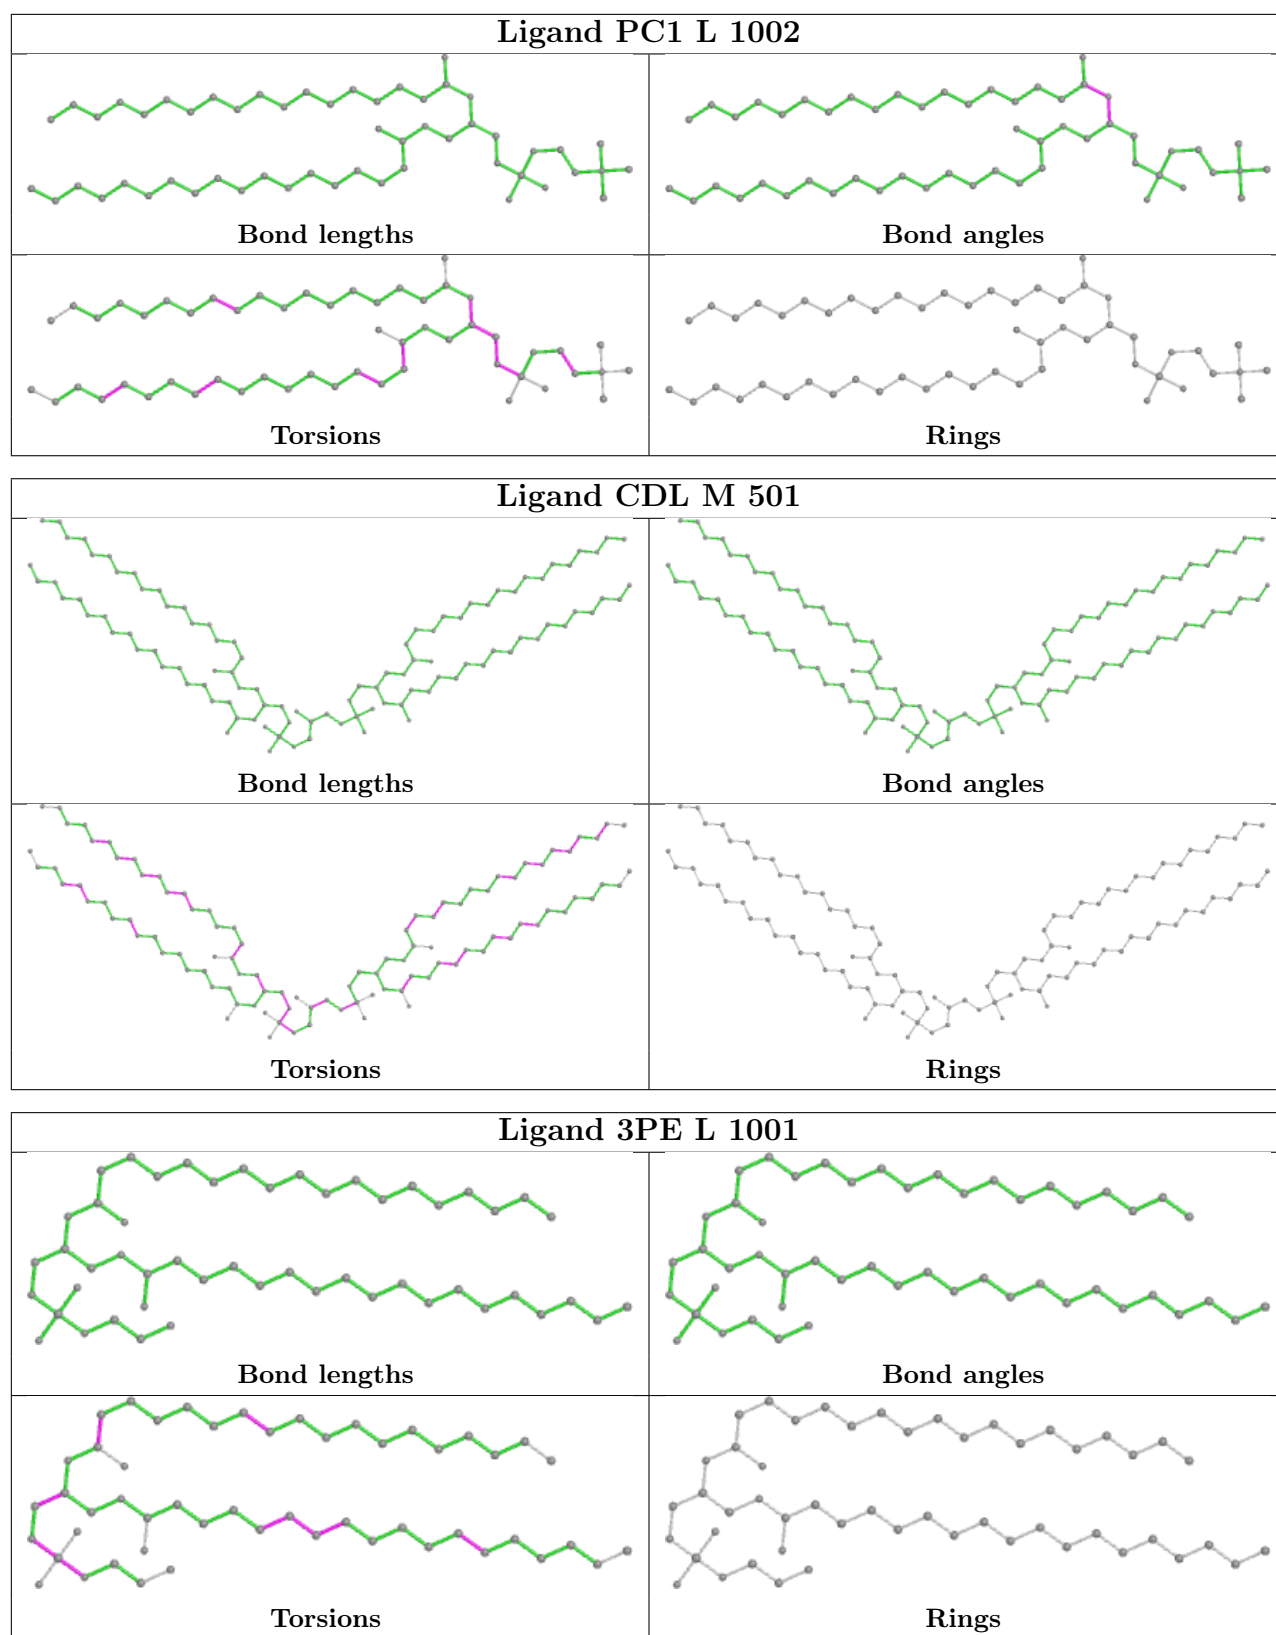 Ligand PC1 L 1002
Bond lengths
Bond angles
Torsions
Rings
Ligand CDL M 501
Bond lengths
Bond angles
Torsions
Rings
Ligand 3PE L 1001
Bond lengths
Bond angles
Torsions
Rings